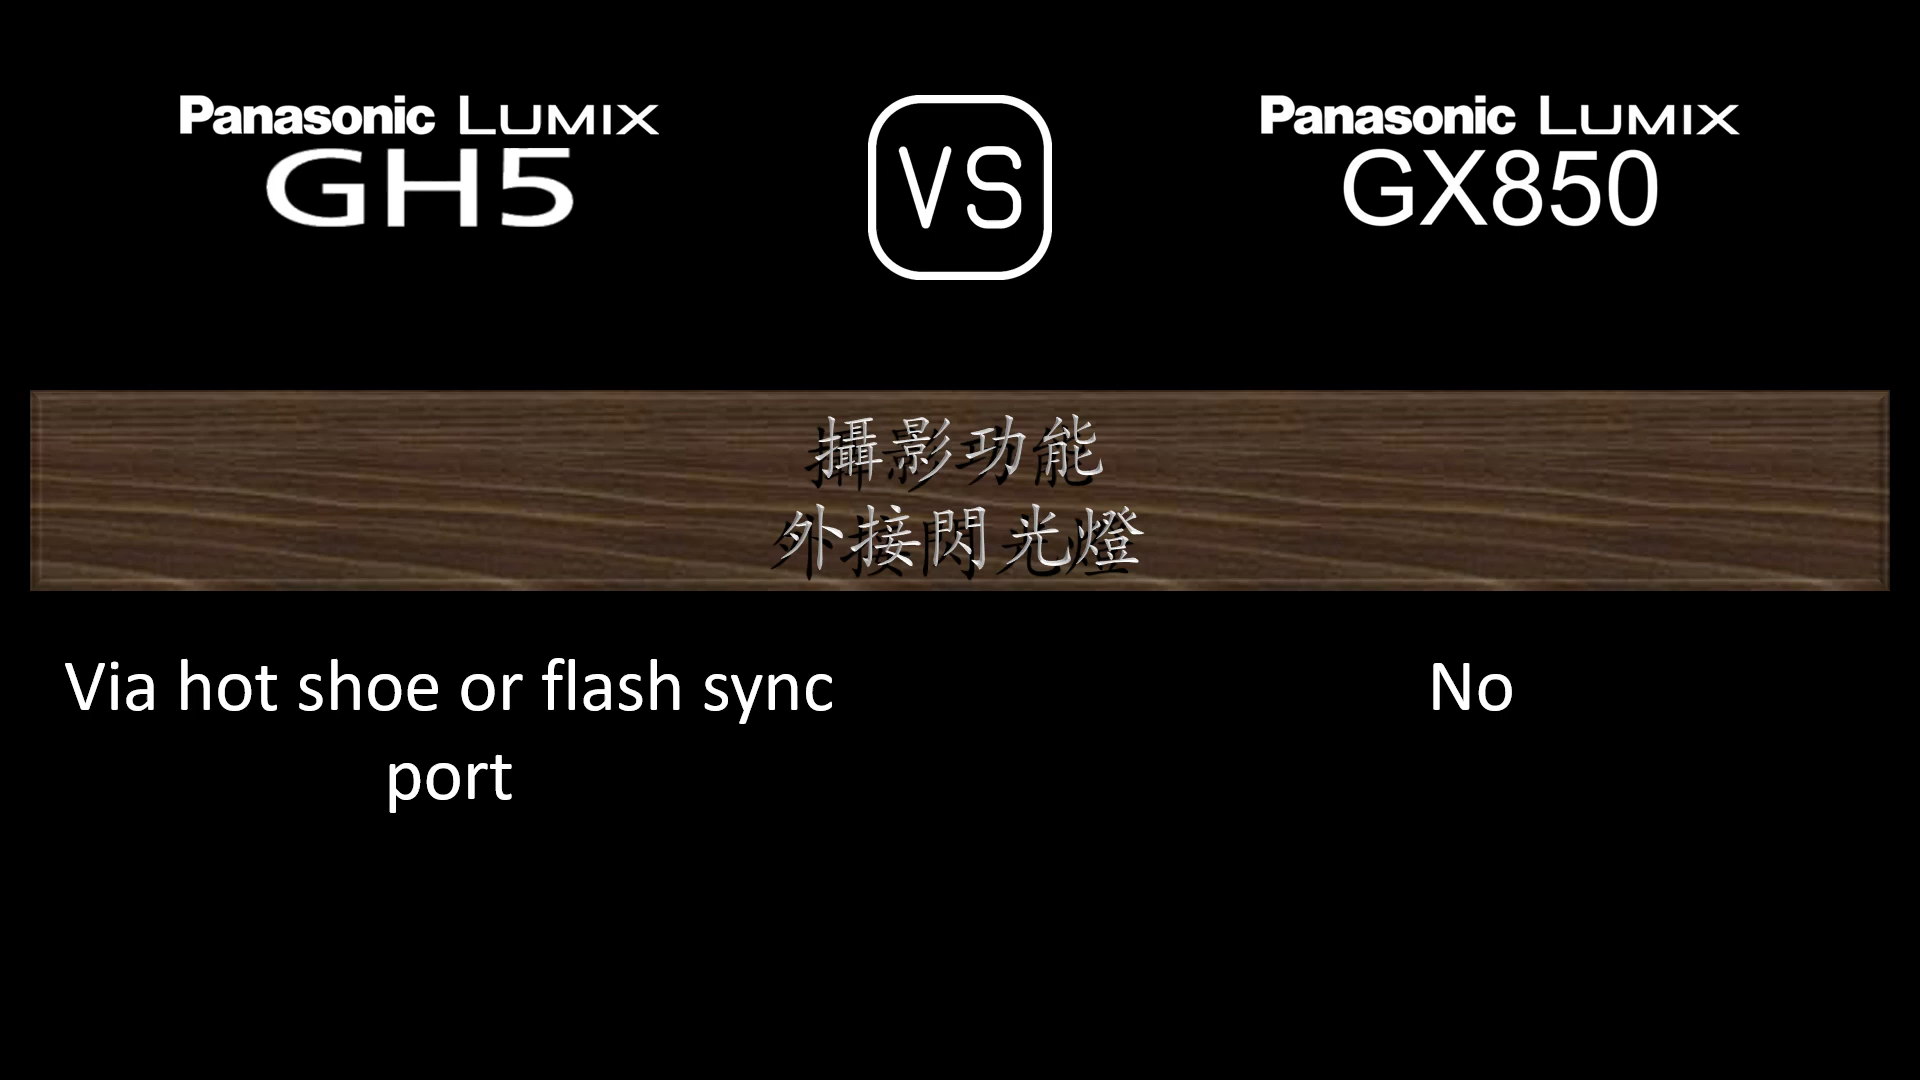 Panasonic LUMIX
GH5
VS
Panasonic LUMIX
GX850
攝影功能
外接閃光燈
Via hot shoe or flash sync
port
No